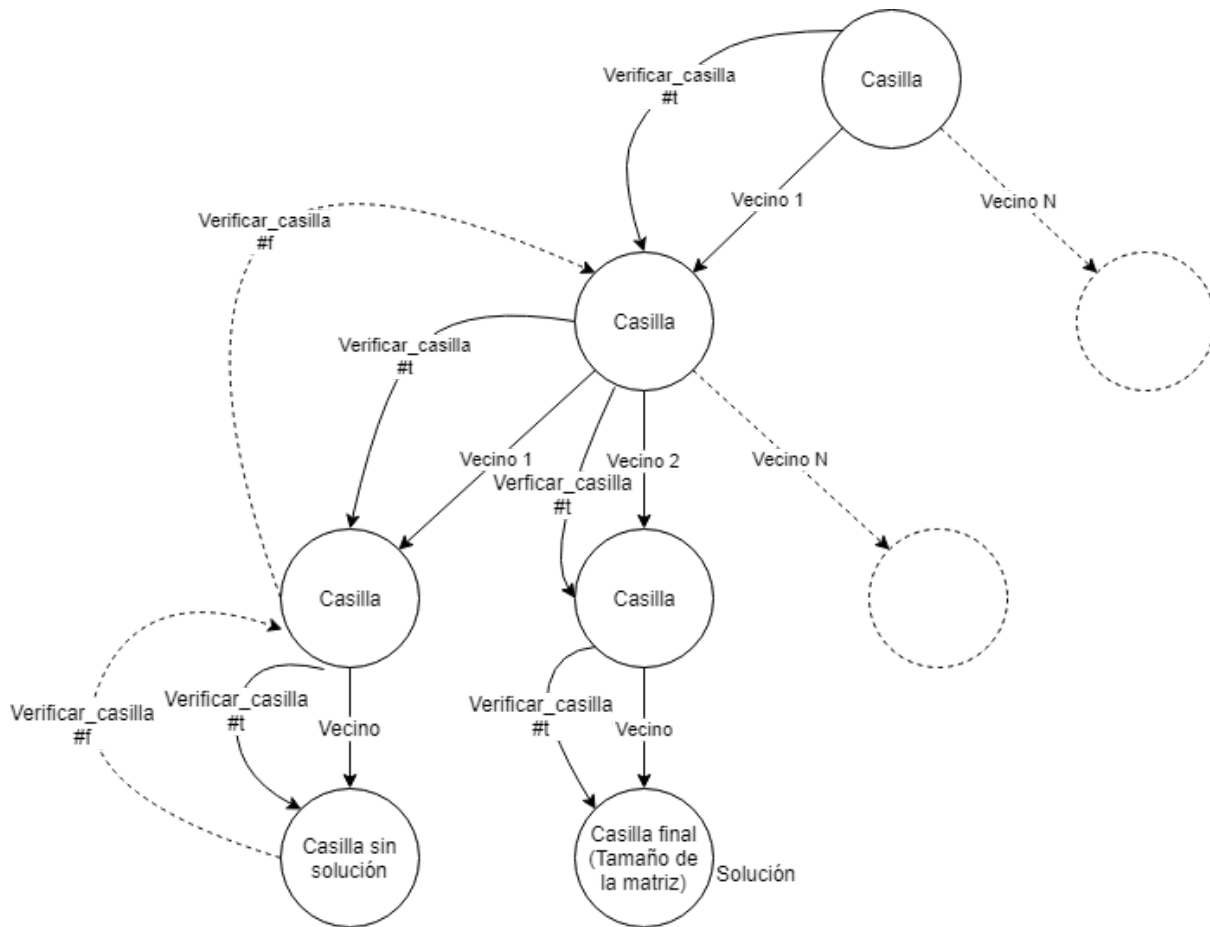 Verificar_casilla
#t
Casilla
Vecino 1
Vecino N
Verificar_casilla
#f
Casilla
Verificar_casilla
#t
Vecino 1
Vecino 2
Vecino N
Verficar_casilla
#t
Casilla
Casilla
Verificar_casilla
#t
Verificar_casilla
#f
Vecino
Verificar_casilla
#t
Vecino
Casilla sin
solución
Casilla final
(Tamaño de
la matriz)
Solución